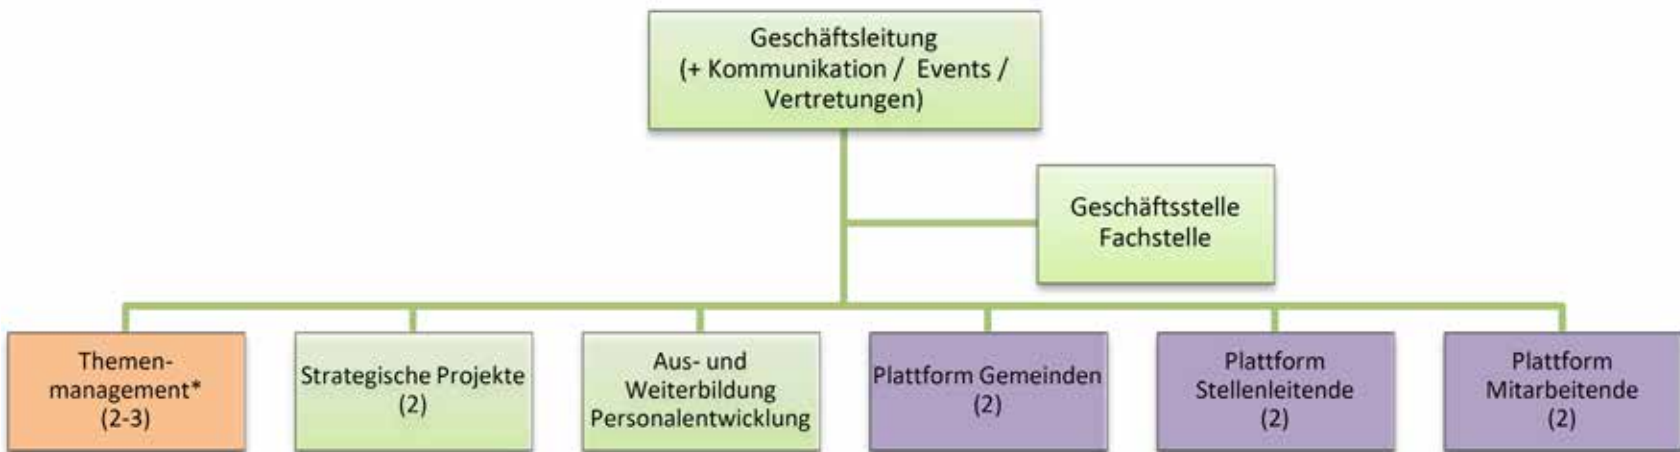 Geschäftsleitung
(+ Kommunikation / Events /
Vertretungen)
Geschäftsstelle
Fachstelle
Themen-
management*
(2-3)
Strategische Projekte
(2)
Aus- und
Weiterbildung
Personalentwicklung
Plattform Gemeinden
(2)
Plattform
Stellenleitende
(2)
Plattform
Mitarbeitende
(2)